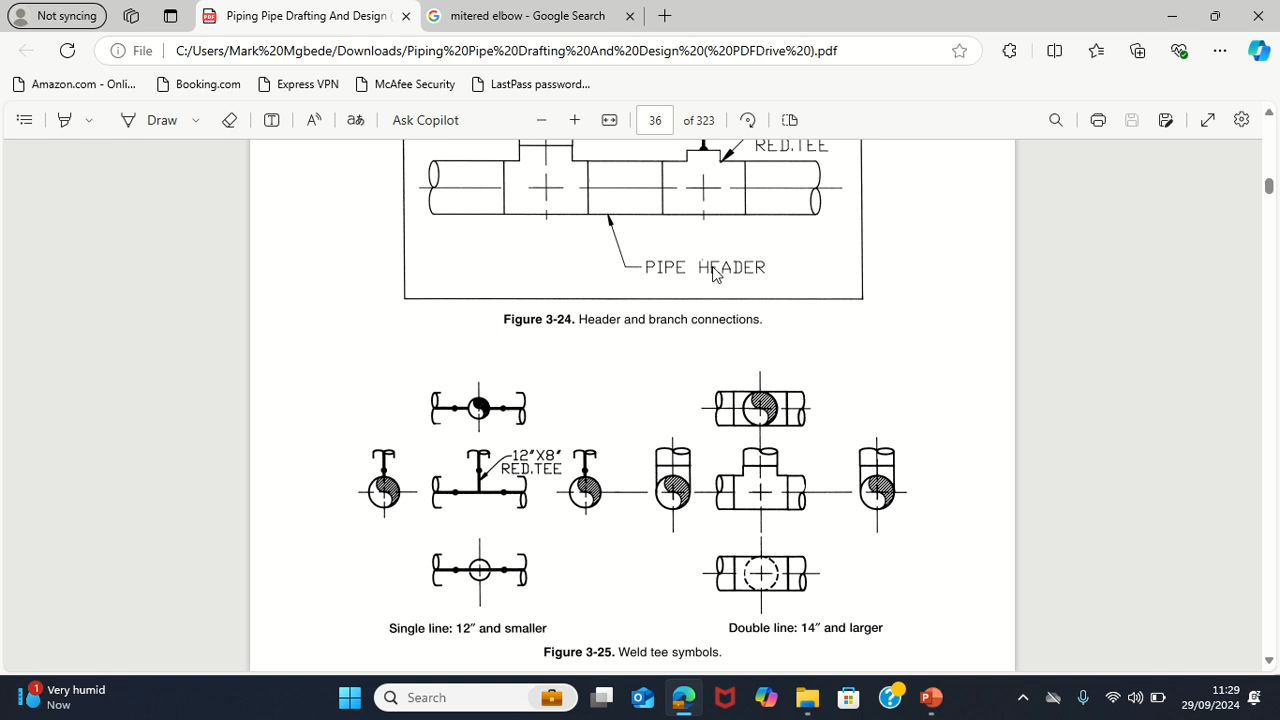 Not syncing
Piping Pipe Drafting And Design (
mitered elbow - Google Search
File
C:/Users/Mark%20Mgbede/Downloads/Piping%20Pipe%20Drafting%20And%20Design%20(%20PDFDrive%20).pdf
Amazon.com - Onli...
Booking.com
Express VPN
McAfee Security
LastPass password...
Draw
Ask Copilot
36 of 323
RED.TEE
PIPE HEADER
Figure 3-24. Header and branch connections.
12"X8"
RED.TEE
Single line: 12″ and smaller
Double line: 14″ and larger
Figure 3-25. Weld tee symbols.
1
Very humid
Now
Search
11:29
29/09/2024